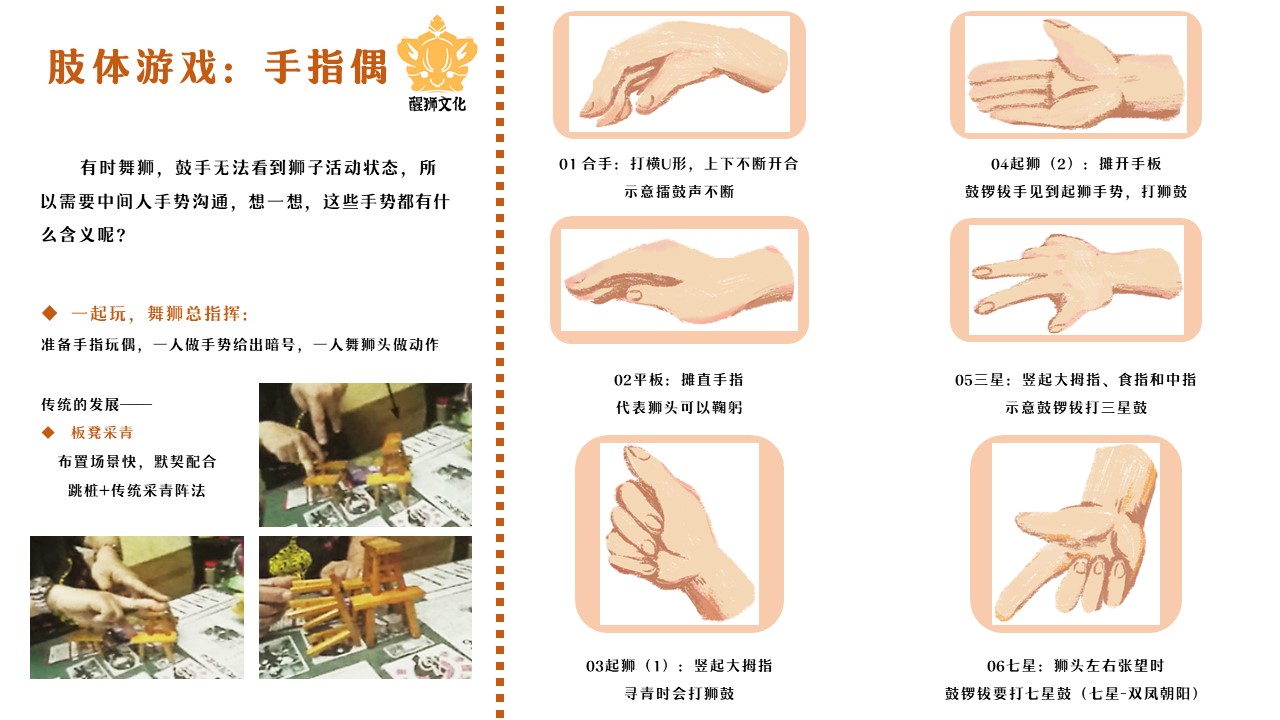 肢体游戏：手指偶
醒狮文化
有时舞狮，鼓手无法看到狮子活动状态，所
以需要中间人手势沟通，想一想，这些手势都有什
么含义呢？
◆ 一起玩，舞狮总指挥：
准备手指玩偶，一人做手势给出暗号，一人舞狮头做动作
传统的发展——
◆ 板凳采青
布置场景快，默契配合
跳桩+传统采青阵法
01 合手：打横U形，上下不断开合
示意擂鼓声不断
02平板：摊直手指
代表狮头可以鞠躬
03起狮（1）：竖起大拇指
寻青时会打狮鼓
04起狮（2）：摊开手板
鼓锣钹手见到起狮手势，打狮鼓
05三星：竖起大拇指、食指和中指
示意鼓锣钹打三星鼓
06七星：狮头左右张望时
鼓锣钹要打七星鼓（七星-双凤朝阳）